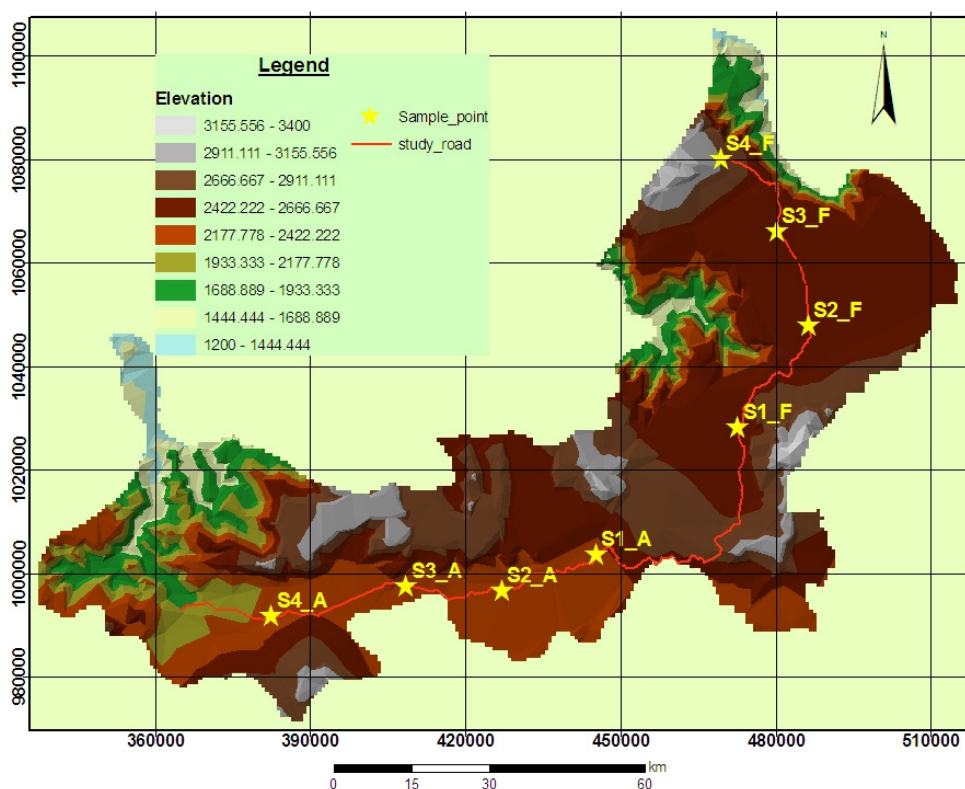 N
Legend
Elevation
3155.556 - 3400
2911.111 - 3155.556
2666.667 - 2911.111
2422.222 - 2666.667
2177.778 - 2422.222
1933.333 - 2177.778
1688.889 - 1933.333
1444.444 - 1688.889
1200 - 1444.444
Sample_point
study_road
S4_F
S3_F
S2_F
S1_F
S1_A
S2_A
S3_A
S4_A
1100000
1080000
1060000
1040000
1020000
1000000
980000
360000 390000 420000 450000 480000 510000
km
0 15 30 60